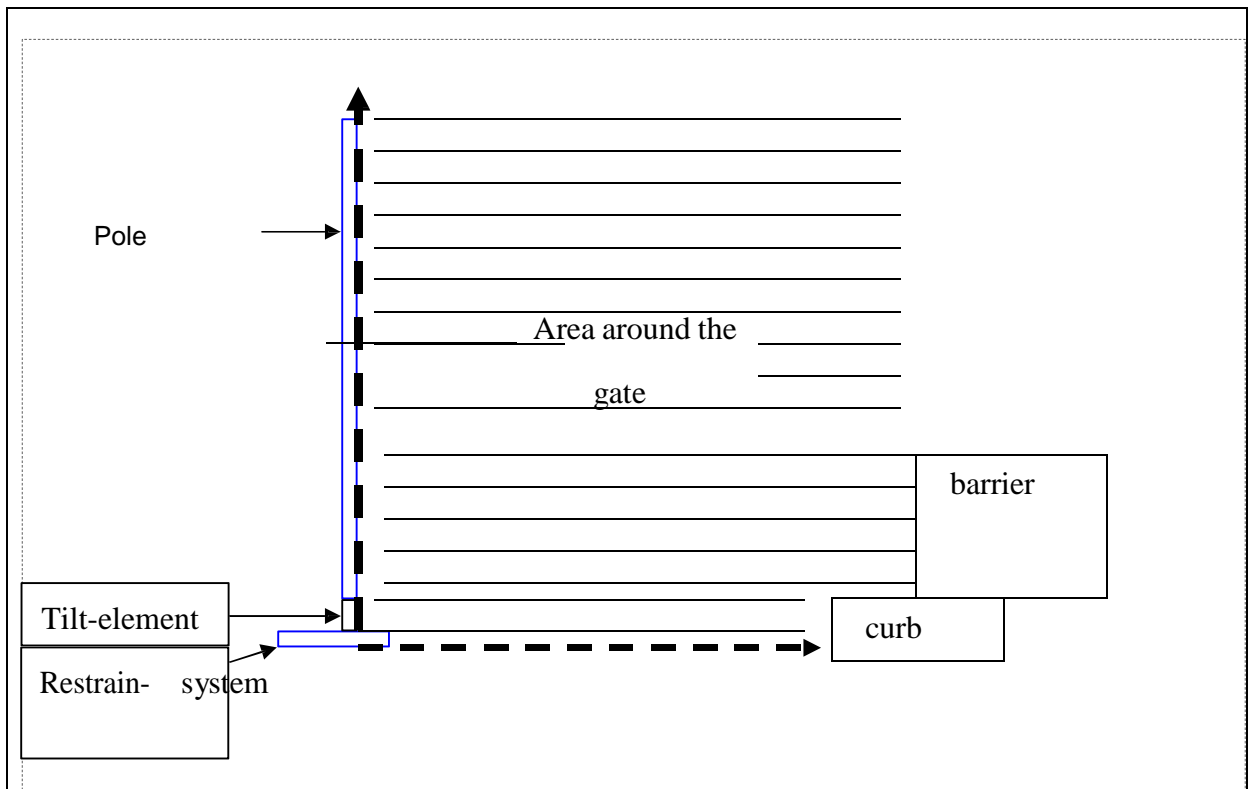 Pole
Area around the
gate
barrier
Tilt-element
curb
Restrain- system